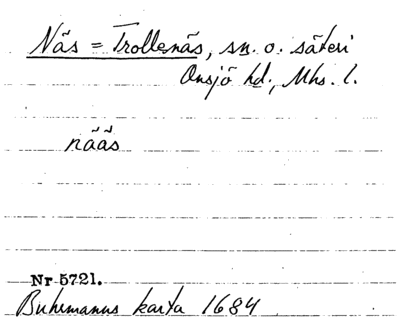 Näs = Trollenäs, sn. o. säteri
Onsjö hd., Mhs. l.
nääs
Nr 5721.
Buhrmanns karta 1684